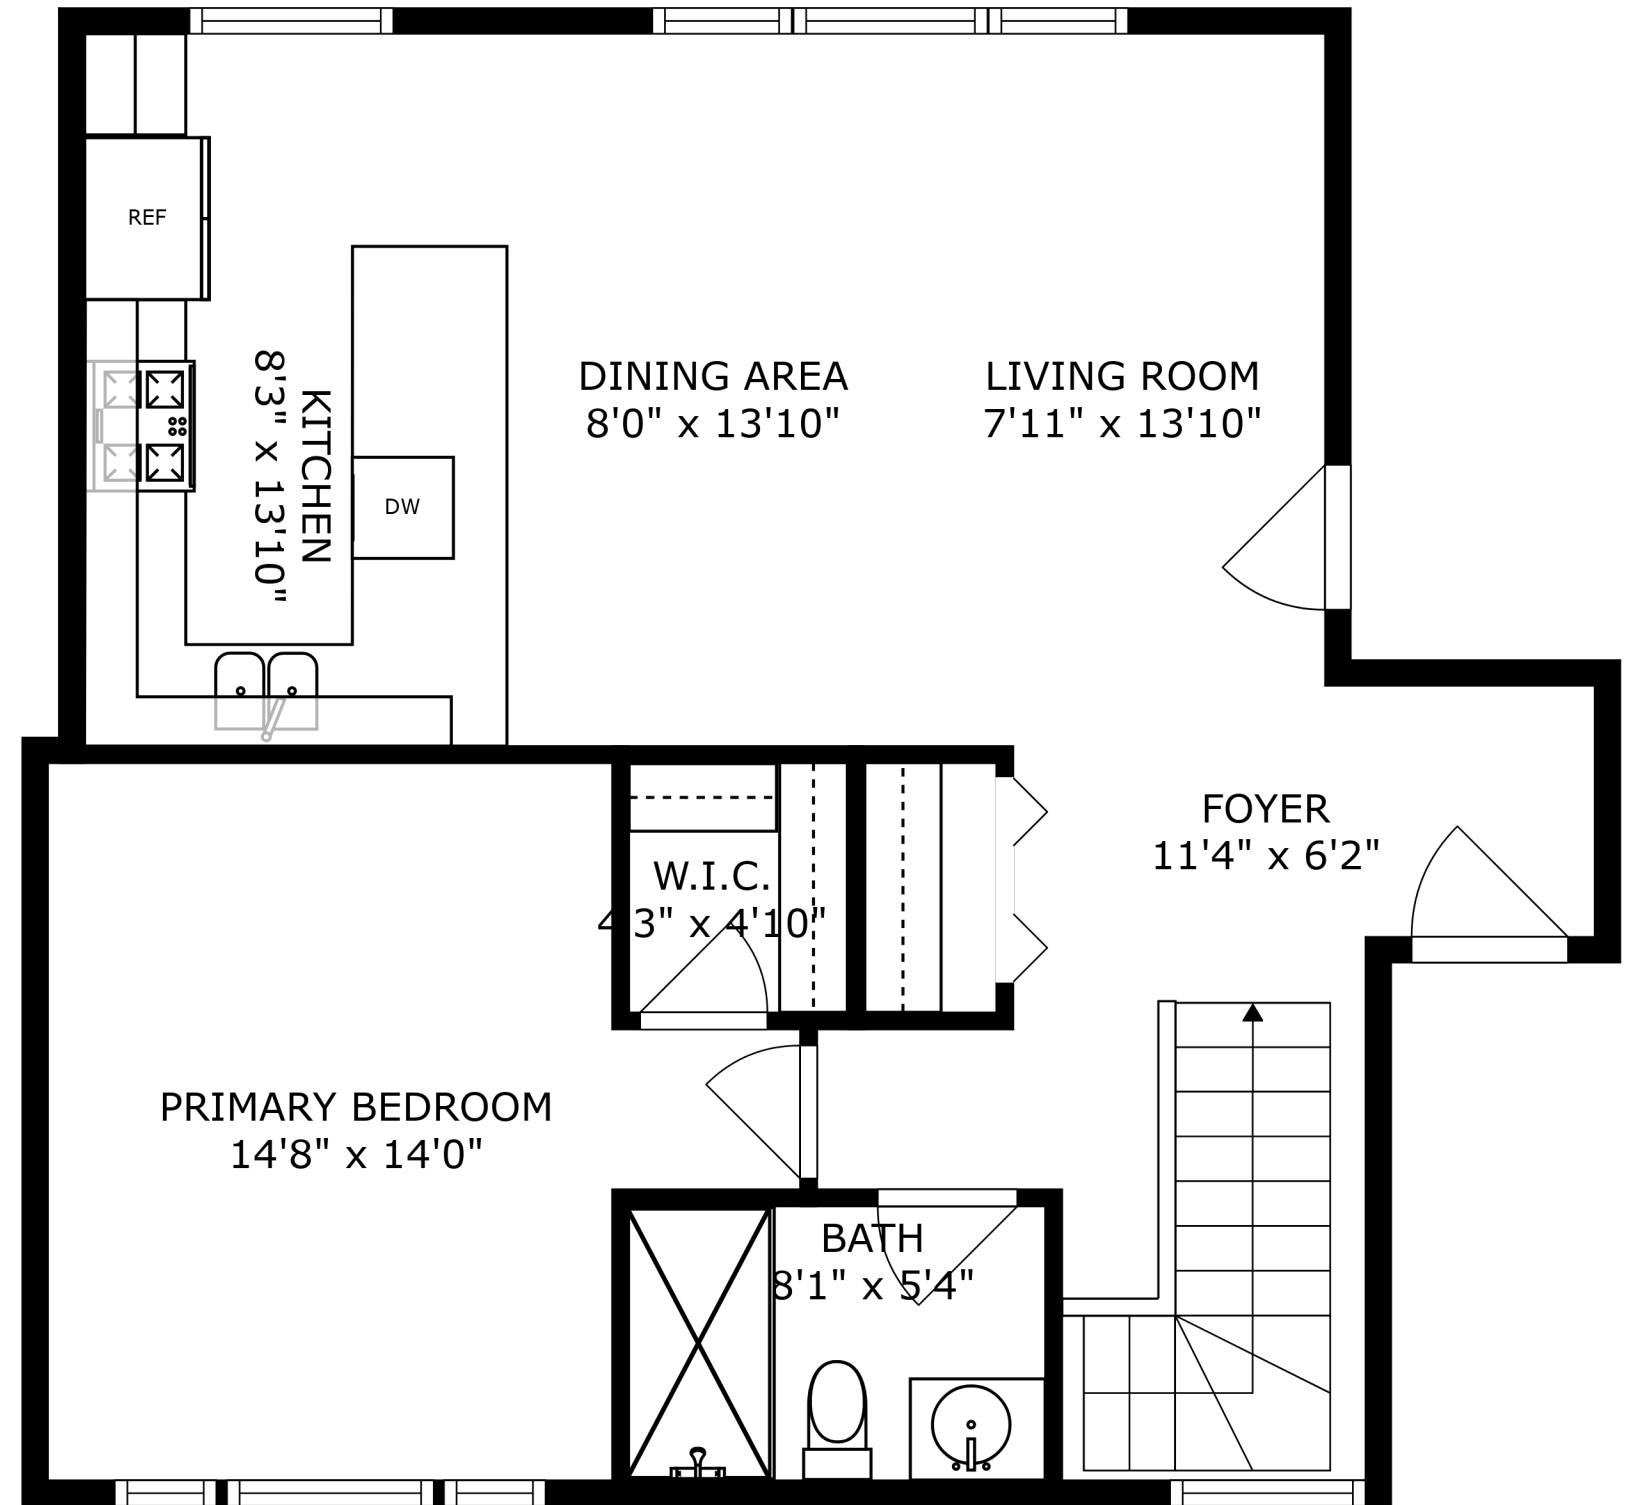 REF
KITCHEN
8'3" x 13'10"
DW
DINING AREA
8'0" x 13'10"
LIVING ROOM
7'11" x 13'10"
FOYER
11'4" x 6'2"
W.I.C.
4'3" x 4'10"
PRIMARY BEDROOM
14'8" x 14'0"
BATH
8'1" x 5'4"